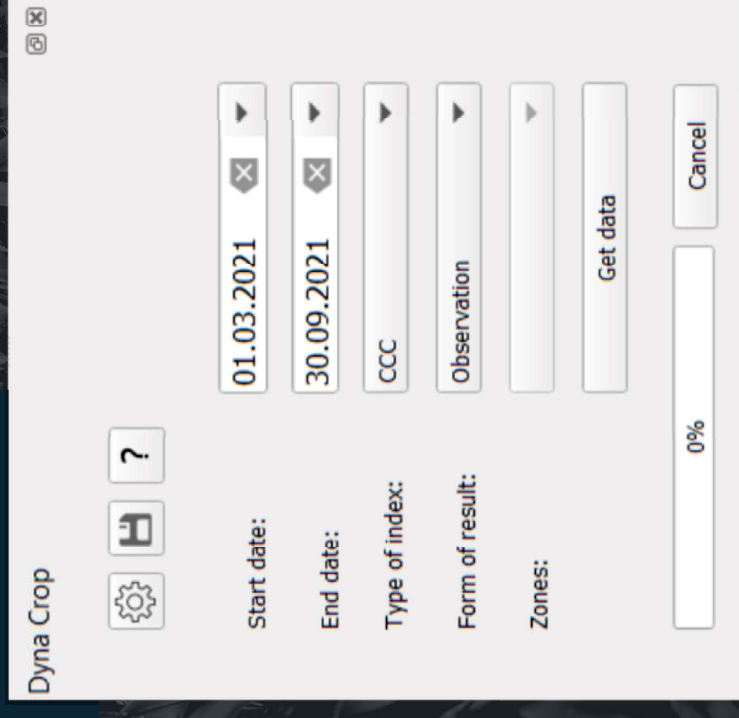 Dyna Crop
?
Start date: 01.03.2021
End date: 30.09.2021
Type of index: CCC
Form of result: Observation
Zones:
Get data
0% Cancel